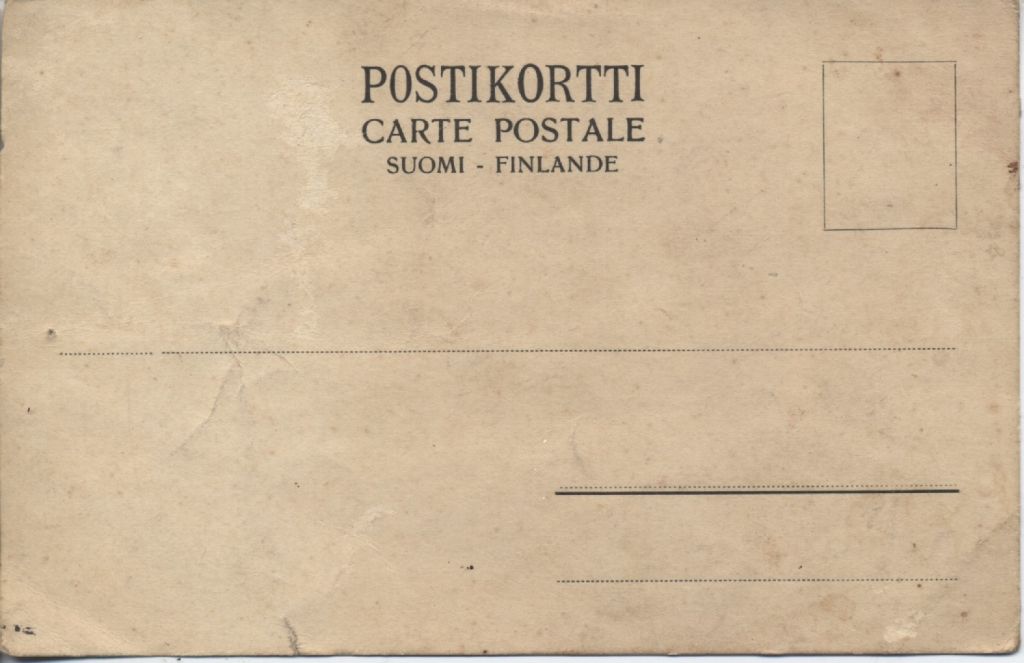 POSTIKORTTI
CARTE POSTALE
SUOMI - FINLANDE